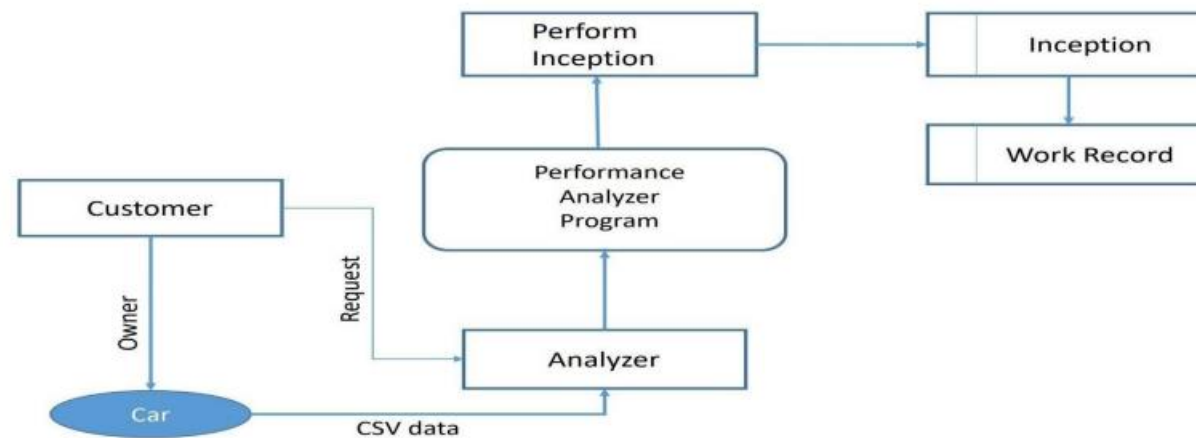 Perform
Inception
Inception
Work Record
Performance
Analyzer
Program
Customer
Owner
Request
Analyzer
Car
CSV data